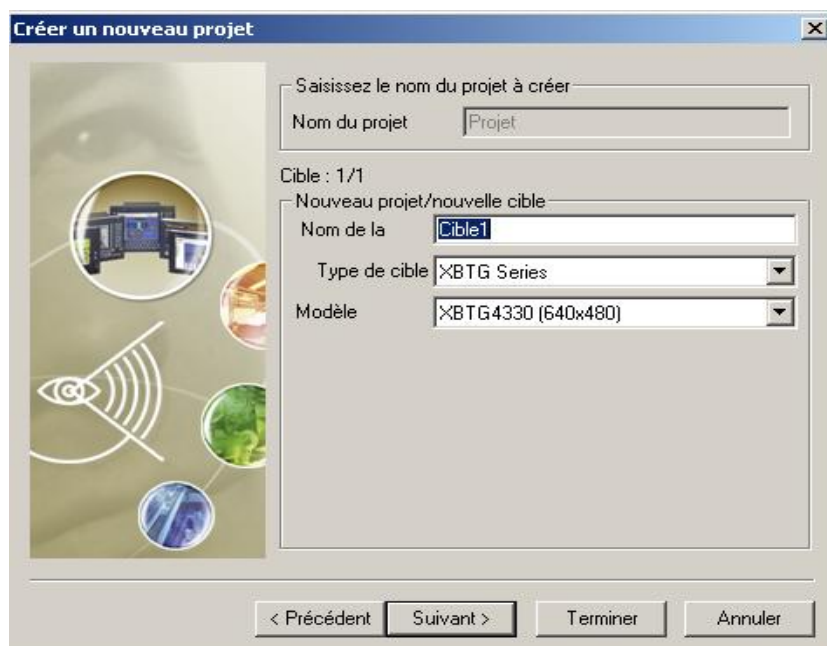 Créer un nouveau projet
Saisissez le nom du projet à créer
Nom du projet Projet
Cible : 1/1
Nouveau projet/nouvelle cible
Nom de la Cible1
Type de cible XBTG Series
Modèle XBTG4330 (640x480)
< Précédent Suivant > Terminer Annuler